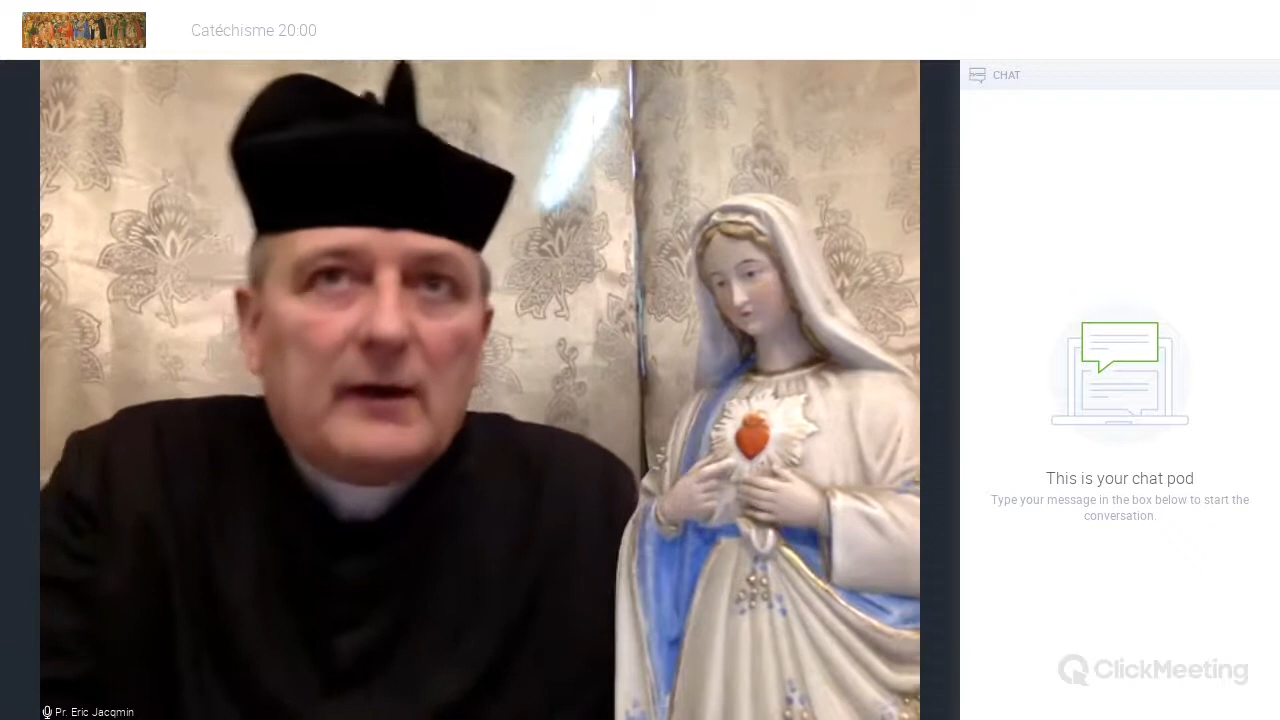 Catéchisme 20:00
CHAT
This is your chat pod
Type your message in the box below to start the
conversation.
ClickMeeting
Pr. Eric Jacqmin